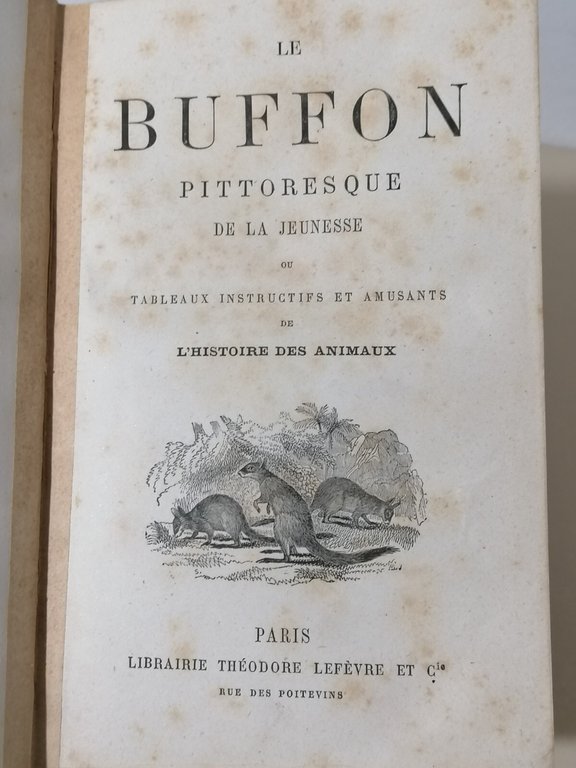 LE
BUFFON
PITTORESQUE
DE LA JEUNESSE
OU
TABLEAUX INSTRUCTIFS ET AMUSANTS
DE
L'HISTOIRE DES ANIMAUX
PARIS
LIBRAIRIE THÉODORE LEFÈVRE ET Cie
RUE DES POITEVINS